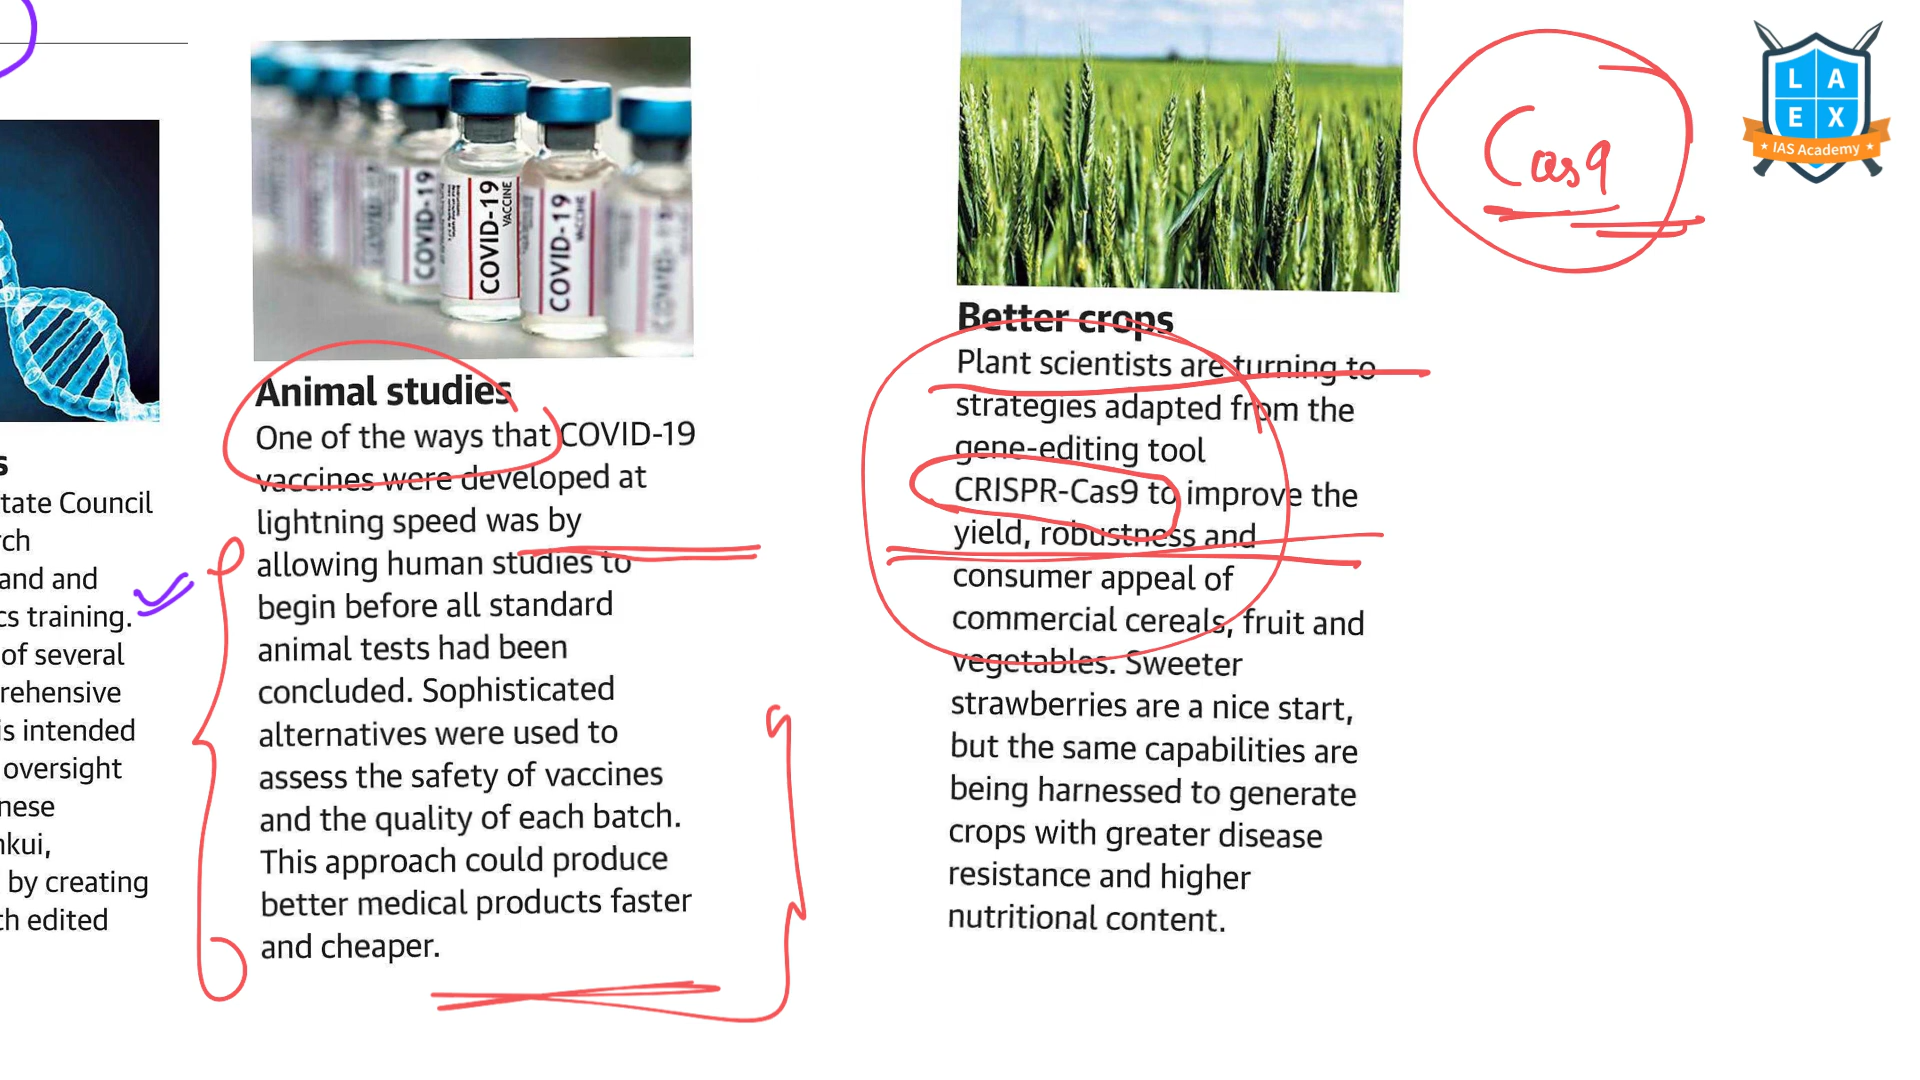 s
tate Council
rch
and and
cs training.
of several
rehensive
is intended
oversight
nese
nkui,
by creating
th edited
COVID-19
COVID-19
VACCINE
COVID-19
VACCINE
Animal studies
One of the ways that COVID-19
vaccines were developed at
lightning speed was by
allowing human studies to
begin before all standard
animal tests had been
concluded. Sophisticated
alternatives were used to
assess the safety of vaccines
and the quality of each batch.
This approach could produce
better medical products faster
and cheaper.
Better crops
Plant scientists are turning to
strategies adapted from the
gene-editing tool
CRISPR-Cas9 to improve the
yield, robustness and
consumer appeal of
commercial cereals, fruit and
vegetables. Sweeter
strawberries are a nice start,
but the same capabilities are
being harnessed to generate
crops with greater disease
resistance and higher
nutritional content.
Cas9
L A
E X
IAS Academy